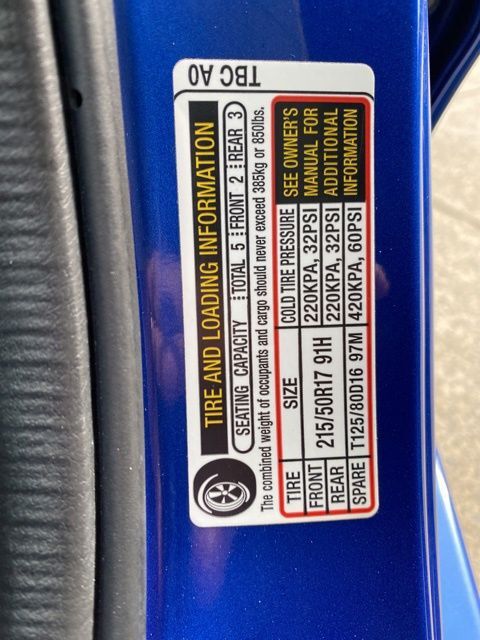 TBC A0
TIRE AND LOADING INFORMATION
SEATING CAPACITY TOTAL 5 FRONT 2 REAR 3
The combined weight of occupants and cargo should never exceed 385kg or 850lbs.
TIRE SIZE COLD TIRE PRESSURE
FRONT 215/50R17 91H 220KPA, 32PSI
REAR 220KPA, 32PSI
SPARE T125/80D16 97M 420KPA, 60PSI
SEE OWNER'S
MANUAL FOR
ADDITIONAL
INFORMATION